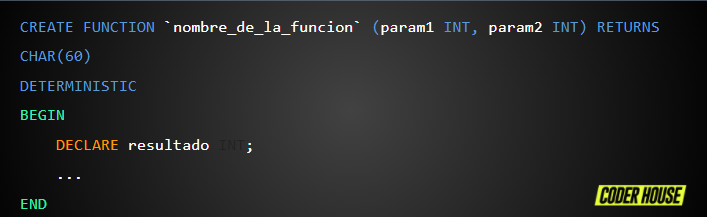 CREATE FUNCTION `nombre_de_la_funcion` (param1 INT, param2 INT) RETURNS
CHAR(60)
DETERMINISTIC
BEGIN
    DECLARE resultado INT;
    ...
END
CODER HOUSE